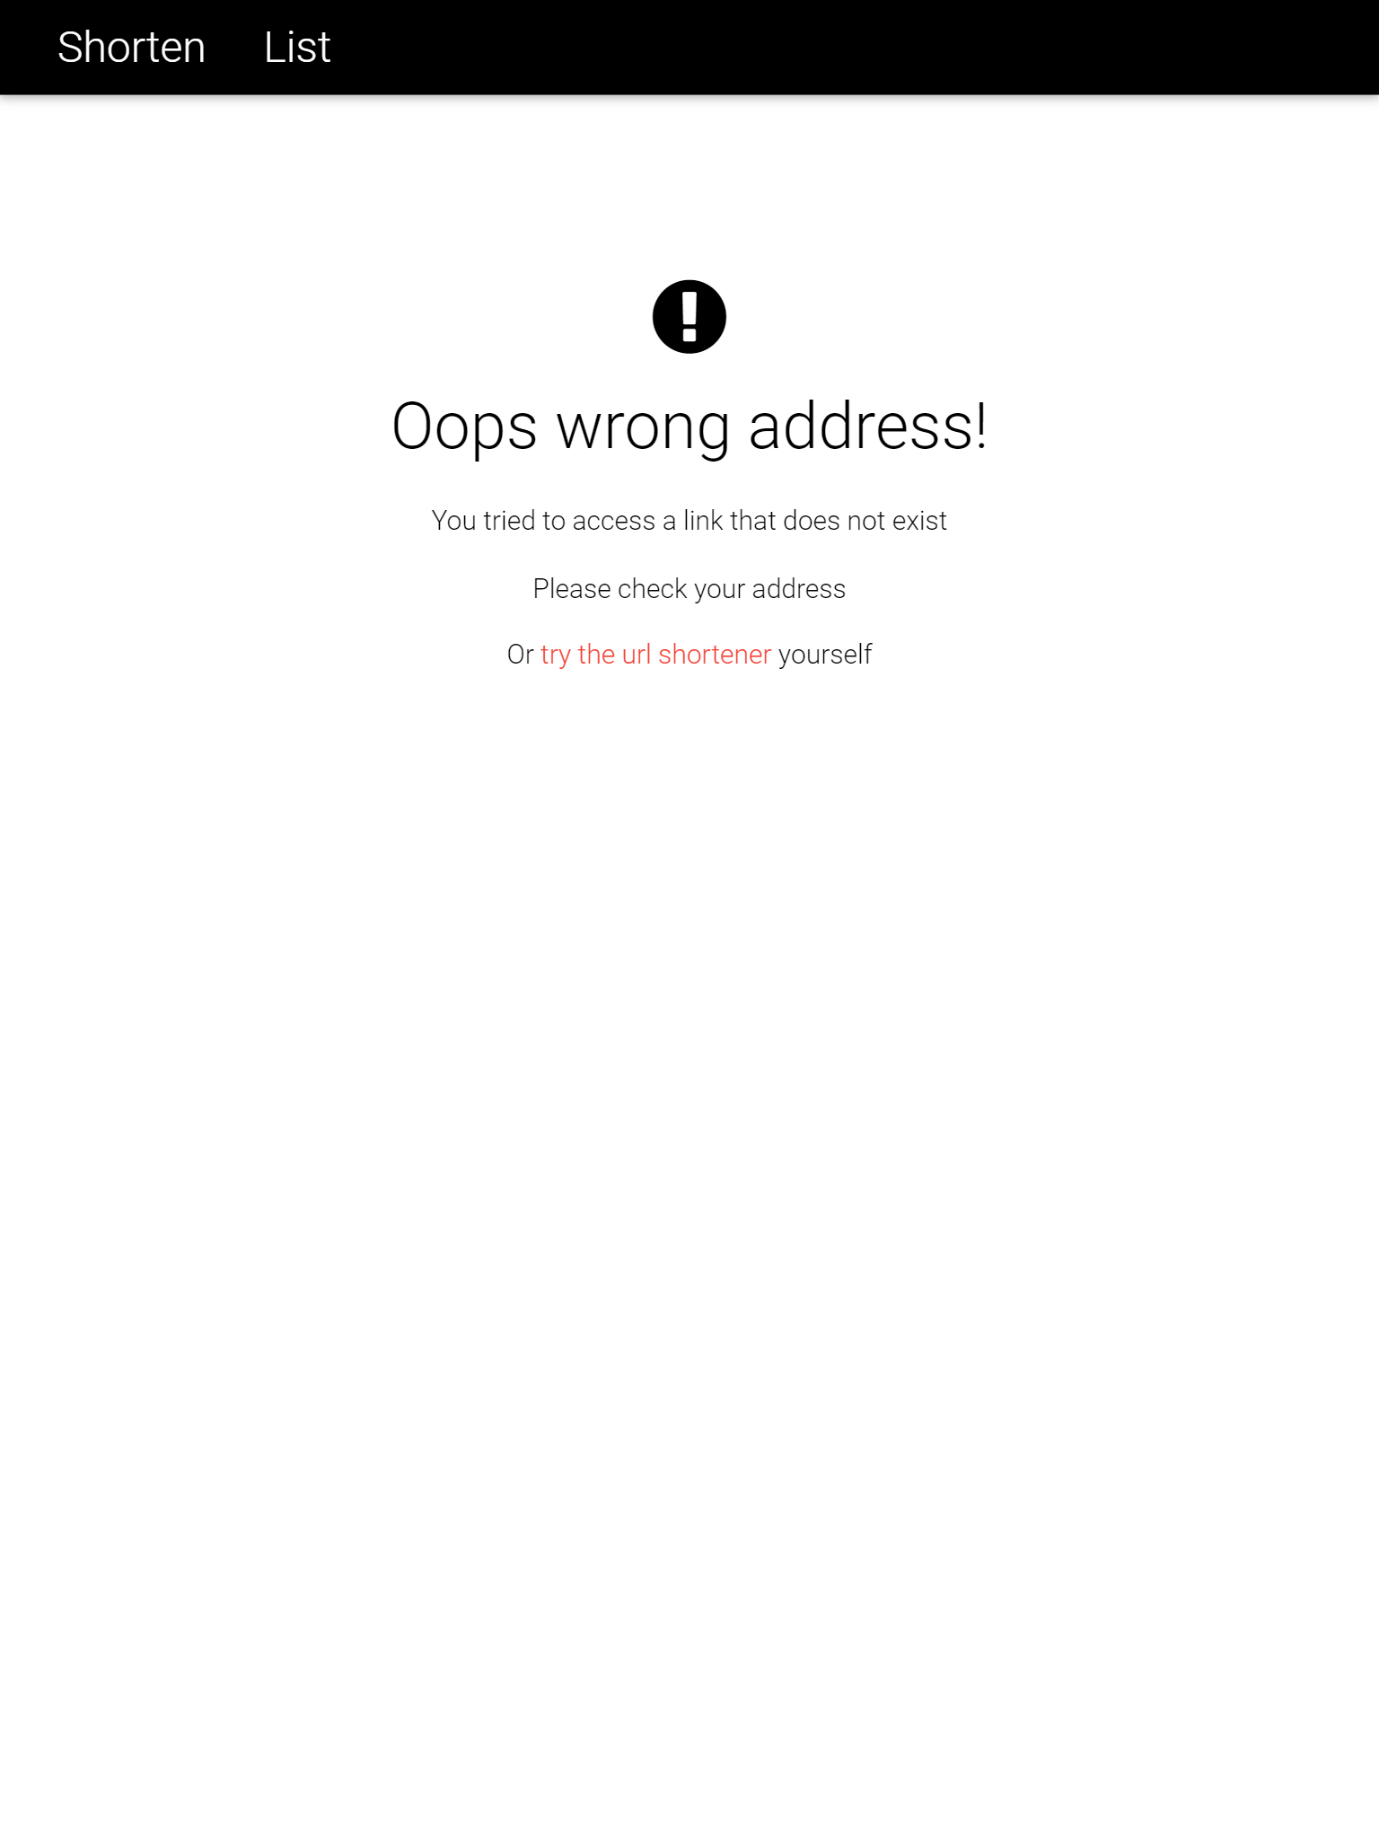 Shorten List
Oops wrong address!
You tried to access a link that does not exist
Please check your address
Or try the url shortener yourself